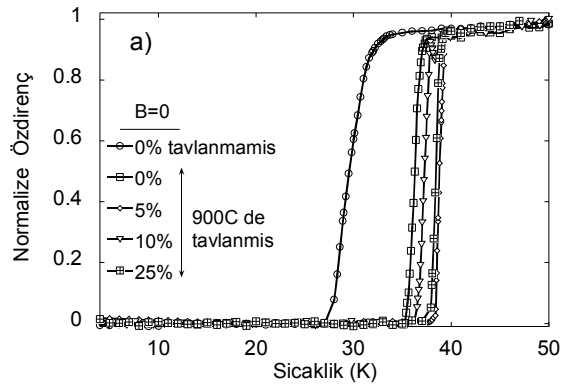 a)
Normalize Özdirenç
1
0.8
0.6
0.4
0.2
0
B=0
0% tavlanmamis
0%
5%
10%
25%
900C de
tavlanmis
10 20 30 40 50
Sicaklik (K)